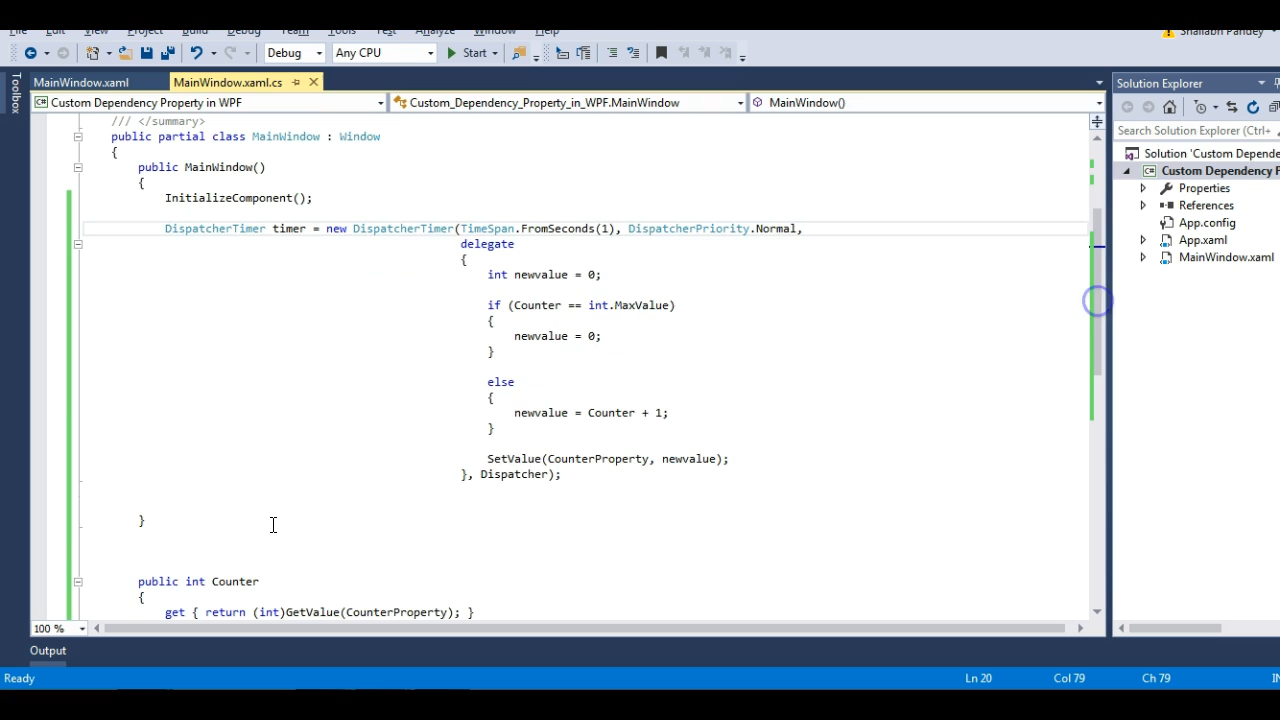 File Edit View Project Build Debug Team Tools Test Analyze Window Help
Shailabh Pandey
Debug Any CPU Start
MainWindow.xaml MainWindow.xaml.cs
Solution Explorer
Toolbox
Custom Dependency Property in WPF Custom_Dependency_Property_in_WPF.MainWindow MainWindow()
/// </summary>
public partial class MainWindow : Window
{
public MainWindow()
{
InitializeComponent();
DispatcherTimer timer = new DispatcherTimer(TimeSpan.FromSeconds(1), DispatcherPriority.Normal,
delegate
{
int newvalue = 0;
if (Counter == int.MaxValue)
{
newvalue = 0;
}
else
{
newvalue = Counter + 1;
}
SetValue(CounterProperty, newvalue);
}, Dispatcher);
}
public int Counter
{
get { return (int)GetValue(CounterProperty); }
100 %
Search Solution Explorer (Ctrl+
Solution 'Custom Depende
Custom Dependency P
Properties
References
App.config
App.xaml
MainWindow.xaml
Output
Ready Ln 20 Col 79 Ch 79 IN